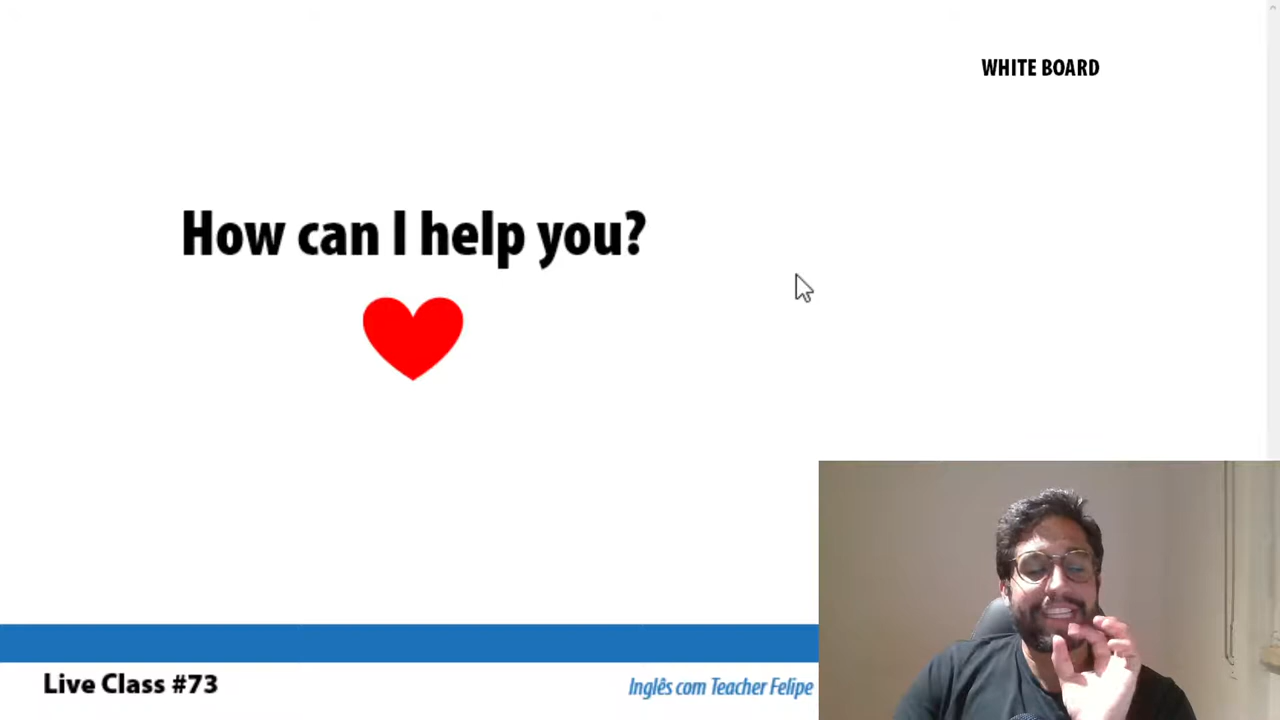 WHITE BOARD
How can I help you?
Live Class #73
Inglês com Teacher Felipe